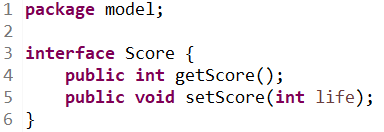 1 package model;
2
3 interface Score {
4     public int getScore();
5     public void setScore(int life);
6 }